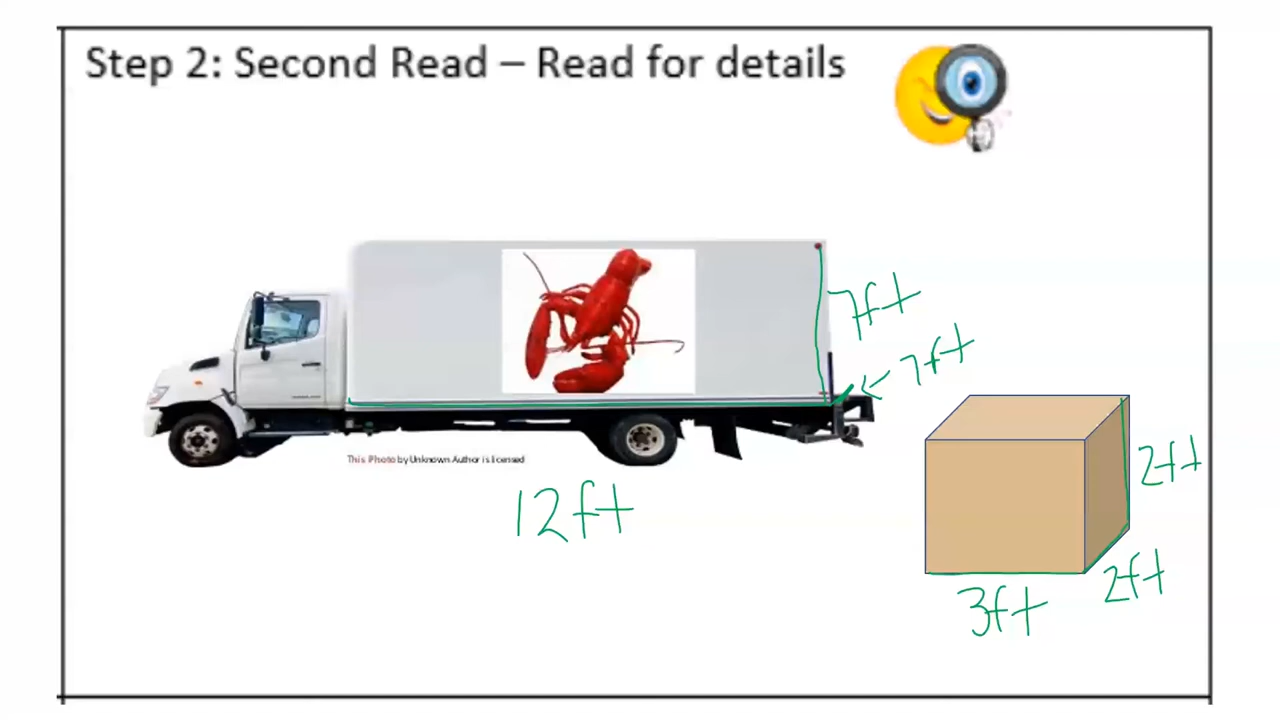 Step 2: Second Read – Read for details
7ft
7ft
This Photo by Unknown Author is licensed
12ft
2ft
2ft
3ft